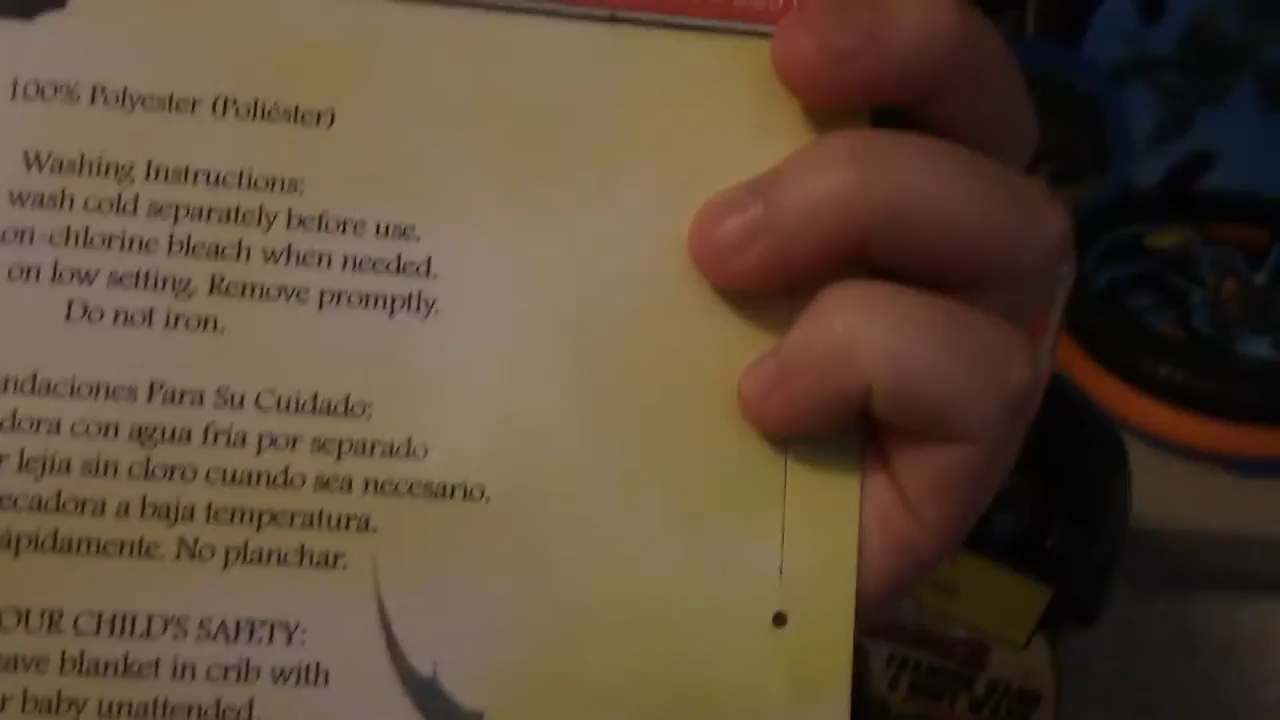 100% Polyester (Poliéster)
Washing Instructions:
wash cold separately before use.
on-chlorine bleach when needed.
on low setting. Remove promptly.
Do not iron.
ndaciones Para Su Cuidado:
dora con agua fria por separado
r lejía sin cloro cuando sea necesario.
ecadora a baja temperatura.
ápidamente. No planchar.
OUR CHILD'S SAFETY:
eave blanket in crib with
r baby unattended.